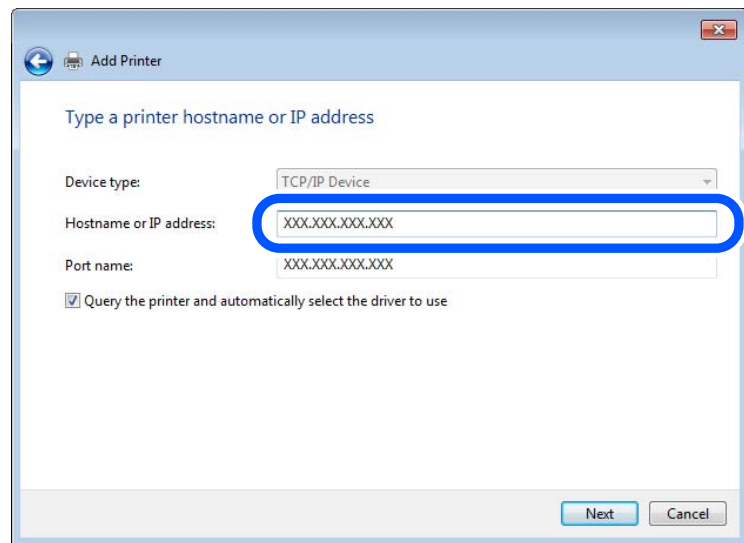 Add Printer
Type a printer hostname or IP address
Device type: TCP/IP Device
Hostname or IP address: XXX.XXX.XXX.XXX
Port name: XXX.XXX.XXX.XXX
Query the printer and automatically select the driver to use
Next Cancel